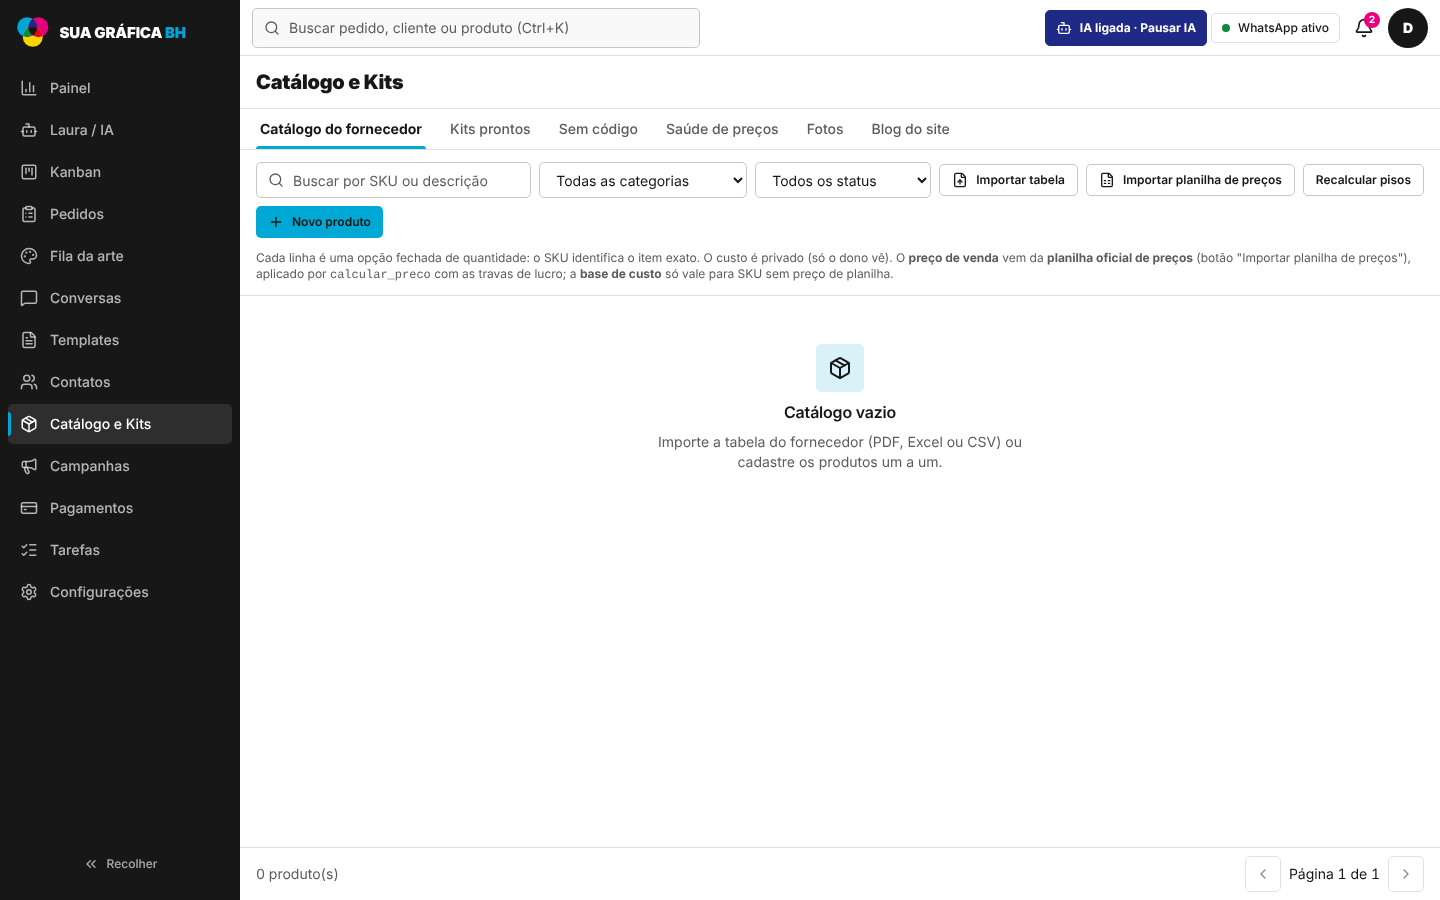 SUA GRÁFICA BH
Buscar pedido, cliente ou produto (Ctrl+K)
IA ligada · Pausar IA
WhatsApp ativo
2
D
Painel
Laura / IA
Kanban
Pedidos
Fila da arte
Conversas
Templates
Contatos
Catálogo e Kits
Campanhas
Pagamentos
Tarefas
Configurações
Recolher
Catálogo e Kits
Catálogo do fornecedor
Kits prontos
Sem código
Saúde de preços
Fotos
Blog do site
Buscar por SKU ou descrição
Todas as categorias
Todos os status
Importar tabela
Importar planilha de preços
Recalcular pisos
Novo produto
Cada linha é uma opção fechada de quantidade: o SKU identifica o item exato. O custo é privado (só o dono vê). O preço de venda vem da planilha oficial de preços (botão "Importar planilha de preços"),
aplicado por calcular_preco com as travas de lucro; a base de custo só vale para SKU sem preço de planilha.
Catálogo vazio
Importe a tabela do fornecedor (PDF, Excel ou CSV) ou
cadastre os produtos um a um.
0 produto(s)
Página 1 de 1